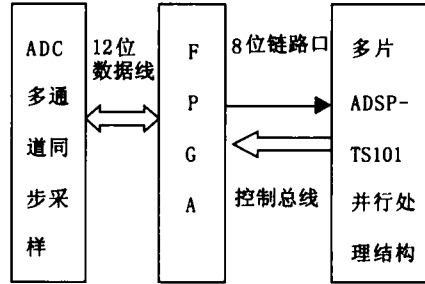 ADC
多通
道同
步采
样
12位
数据线
F
P
G
A
8位链路口
控制总线
多片
ADSP-
TS101
并行处
理结构